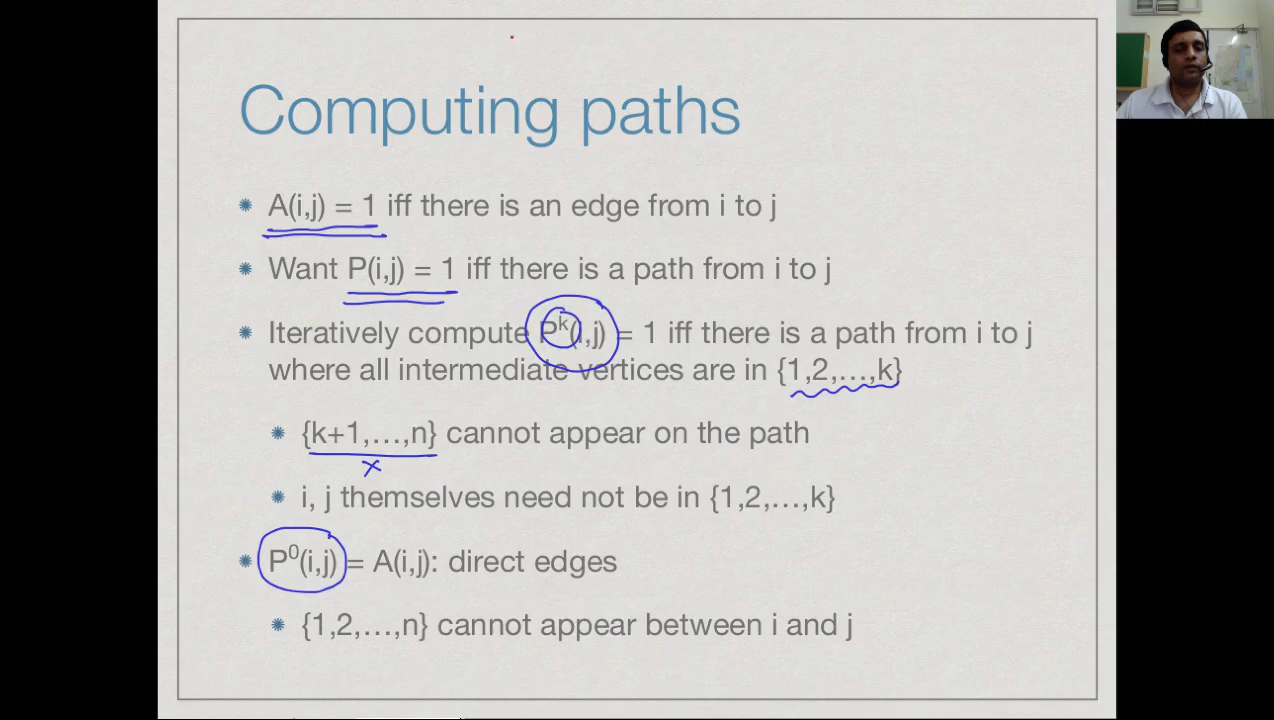 Computing paths
A(i,j) = 1 iff there is an edge from i to j
Want P(i,j) = 1 iff there is a path from i to j
Iteratively compute Pᵏ(i,j) = 1 iff there is a path from i to j
where all intermediate vertices are in {1,2,…,k}
{k+1,…,n} cannot appear on the path
x
i, j themselves need not be in {1,2,…,k}
P⁰(i,j) = A(i,j): direct edges
{1,2,…,n} cannot appear between i and j